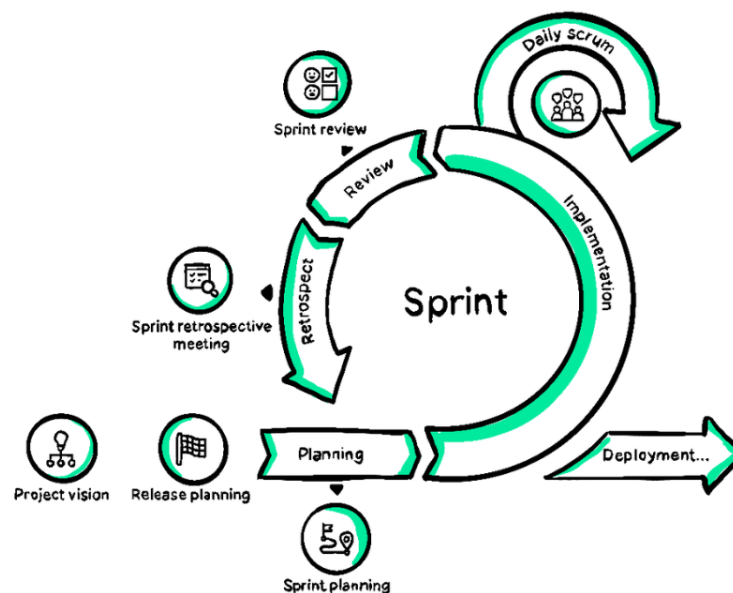 Daily scrum
Sprint review
Review
Implementation
Retrospect
Sprint
Sprint retrospective
meeting
Planning
Deployment...
Project vision
Release planning
Sprint planning